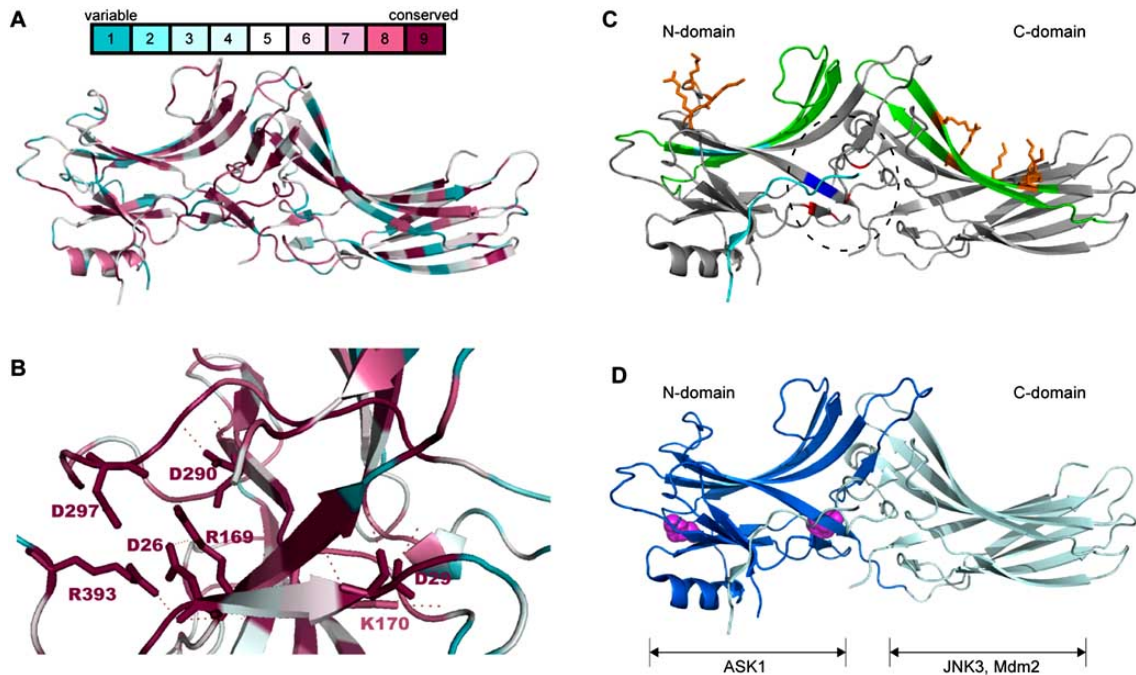 A
variable conserved
1 2 3 4 5 6 7 8 9
B
D290
D297
D26
R169
R393
D29
K170
C
N-domain C-domain
D
N-domain C-domain
ASK1 JNK3, Mdm2